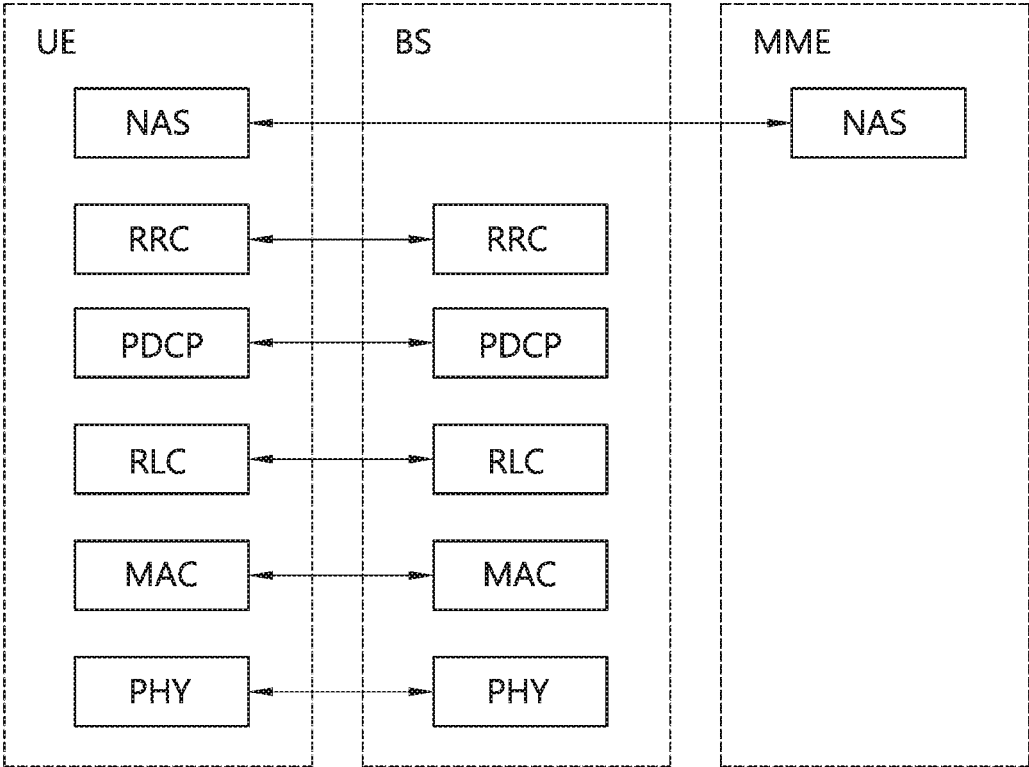 UE BS MME
NAS NAS
RRC RRC
PDCP PDCP
RLC RLC
MAC MAC
PHY PHY